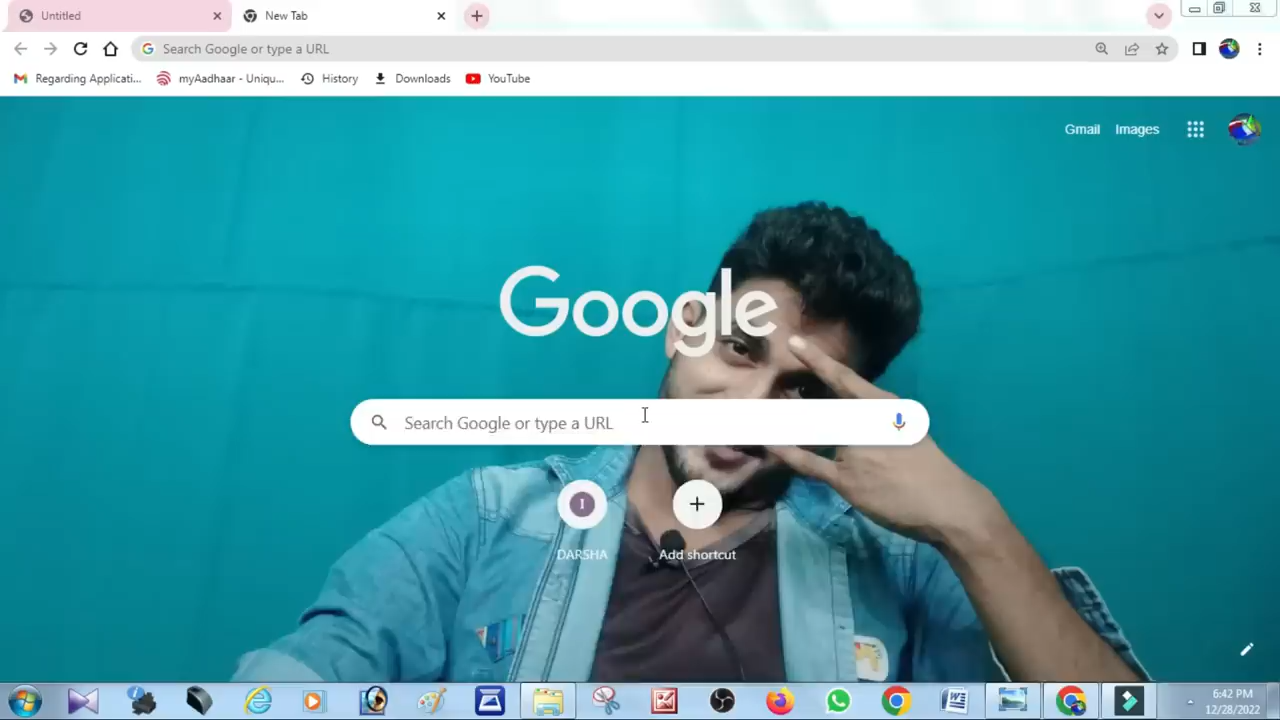 Untitled
New Tab
Search Google or type a URL
Regarding Applicati...
myAadhaar - Uniqu...
History
Downloads
YouTube
Gmail
Images
Google
Search Google or type a URL
I
DARSHA
Add shortcut
6:42 PM
12/28/2022